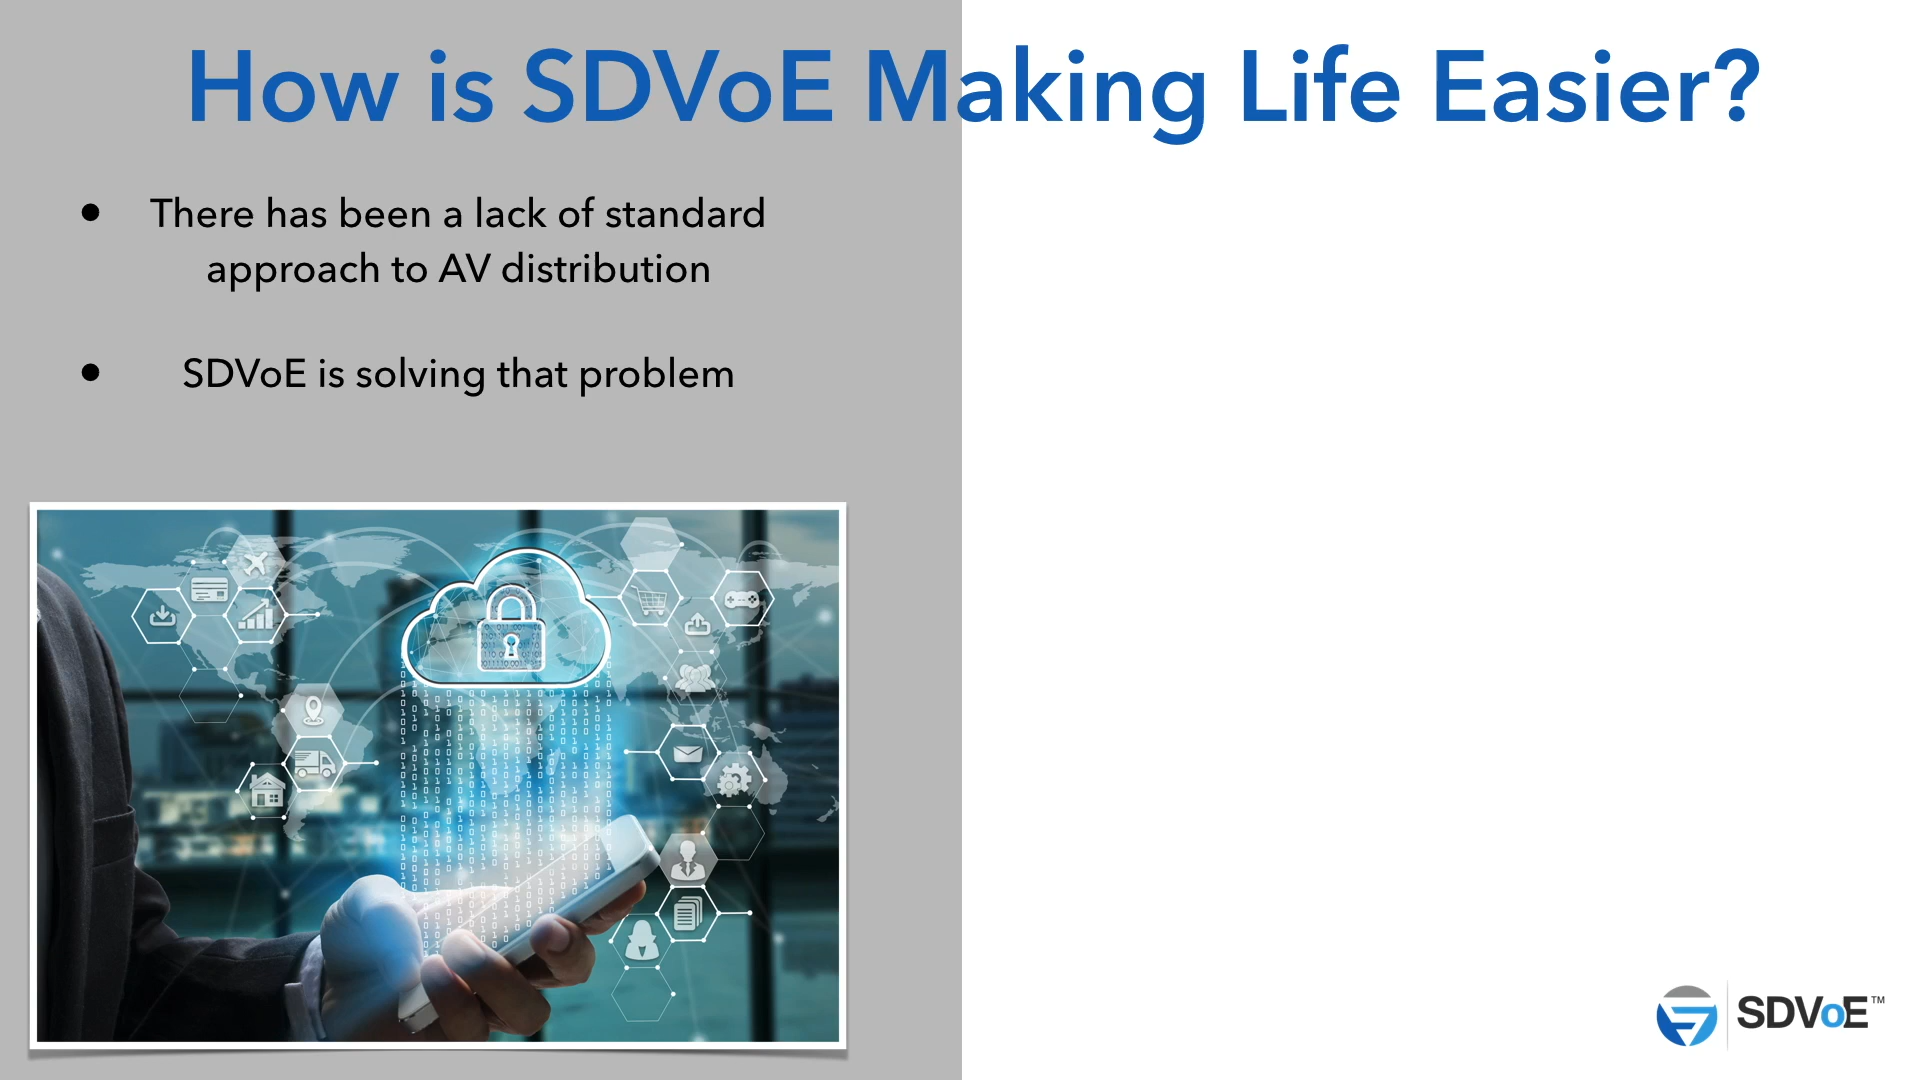 How is SDVoE Making Life Easier?
• There has been a lack of standard
approach to AV distribution
• SDVoE is solving that problem
SDVoE™